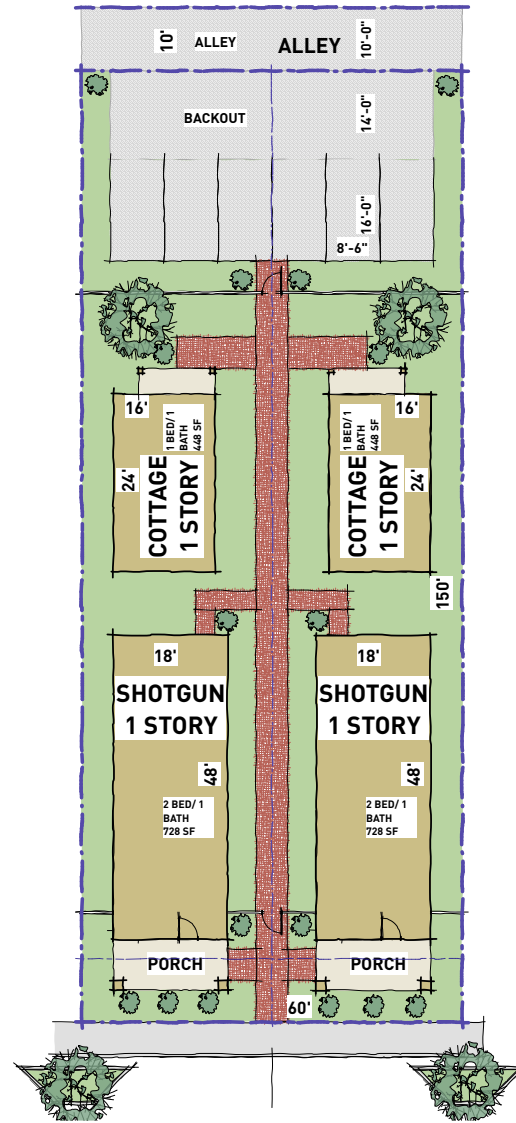 10'
ALLEY
ALLEY
10'-0"
BACKOUT
14'-0"
16'-0"
8'-6"
16'
16'
1 BED/ 1
BATH
448 SF
1 BED/ 1
BATH
448 SF
24'
COTTAGE
1 STORY
COTTAGE
1 STORY
24'
150'
18'
18'
SHOTGUN
1 STORY
SHOTGUN
1 STORY
48'
48'
2 BED/ 1
BATH
728 SF
2 BED/ 1
BATH
728 SF
PORCH
PORCH
60'